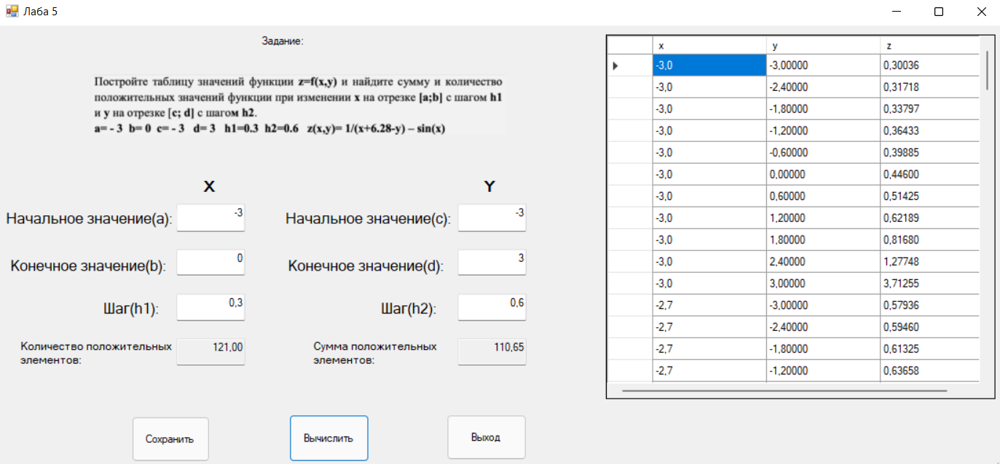 Лаба 5
Задание:
Постройте таблицу значений функции z=f(x,y) и найдите сумму и количество
положительных значений функции при изменении x на отрезке [a;b] с шагом h1
и y на отрезке [c; d] с шагом h2.
a= - 3 b= 0 c= - 3 d= 3 h1=0.3 h2=0.6 z(x,y)= 1/(x+6.28-y) – sin(x)
X
Y
Начальное значение(a):
-3
Начальное значение(c):
-3
Конечное значение(b):
0
Конечное значение(d):
3
Шаг(h1):
0,3
Шаг(h2):
0,6
Количество положительных
элементов:
121,00
Сумма положительных
элементов:
110,65
Сохранить
Вычислить
Выход
x y z
-3,0 -3,00000 0,30036
-3,0 -2,40000 0,31718
-3,0 -1,80000 0,33797
-3,0 -1,20000 0,36433
-3,0 -0,60000 0,39885
-3,0 0,00000 0,44600
-3,0 0,60000 0,51425
-3,0 1,20000 0,62189
-3,0 1,80000 0,81680
-3,0 2,40000 1,27748
-3,0 3,00000 3,71255
-2,7 -3,00000 0,57936
-2,7 -2,40000 0,59460
-2,7 -1,80000 0,61325
-2,7 -1,20000 0,63658